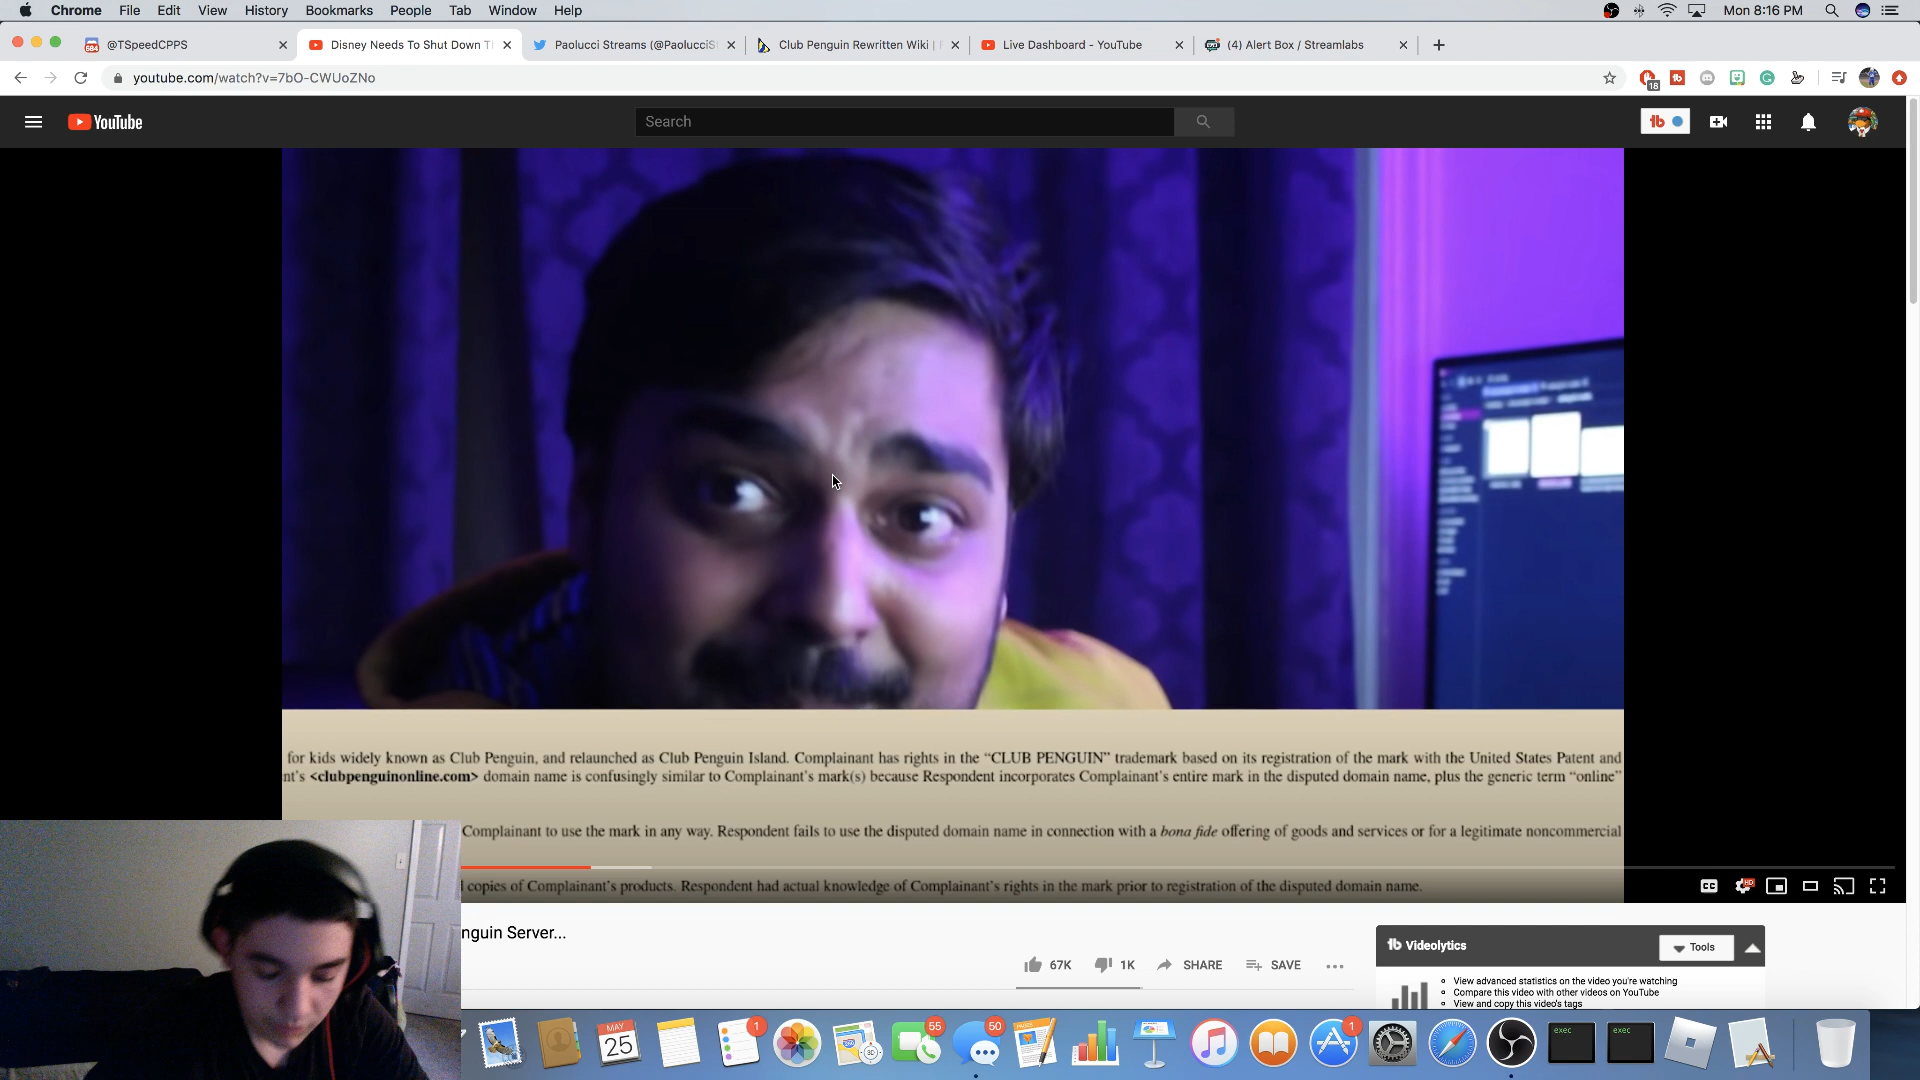 Chrome File Edit View History Bookmarks People Tab Window Help Mon 8:16 PM
@TSpeedCPPS Disney Needs To Shut Down Th Paolucci Streams (@PaolucciS Club Penguin Rewritten Wiki | Live Dashboard - YouTube (4) Alert Box / Streamlabs
youtube.com/watch?v=7bO-CWUoZNo 18
YouTube Search
for kids widely known as Club Penguin, and relaunched as Club Penguin Island. Complainant has rights in the “CLUB PENGUIN” trademark based on its registration of the mark with the United States Patent and
nt’s <clubpenguinonline.com> domain name is confusingly similar to Complainant’s mark(s) because Respondent incorporates Complainant’s entire mark in the disputed domain name, plus the generic term “online”
Complainant to use the mark in any way. Respondent fails to use the disputed domain name in connection with a bona fide offering of goods and services or for a legitimate noncommercial
copies of Complainant’s products. Respondent had actual knowledge of Complainant’s rights in the mark prior to registration of the disputed domain name.
CC HD
nguin Server...
67K 1K SHARE SAVE
Videolytics Tools
View advanced statistics on the video you're watching
Compare this video with other videos on YouTube
View and copy this video's tags
MAY
25
1
3D
55
50
PAGES
1
exec
exec